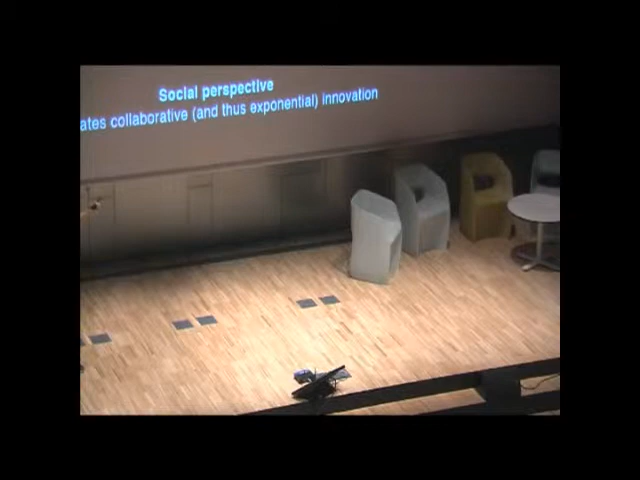 Social perspective
ates collaborative (and thus exponential) innovation